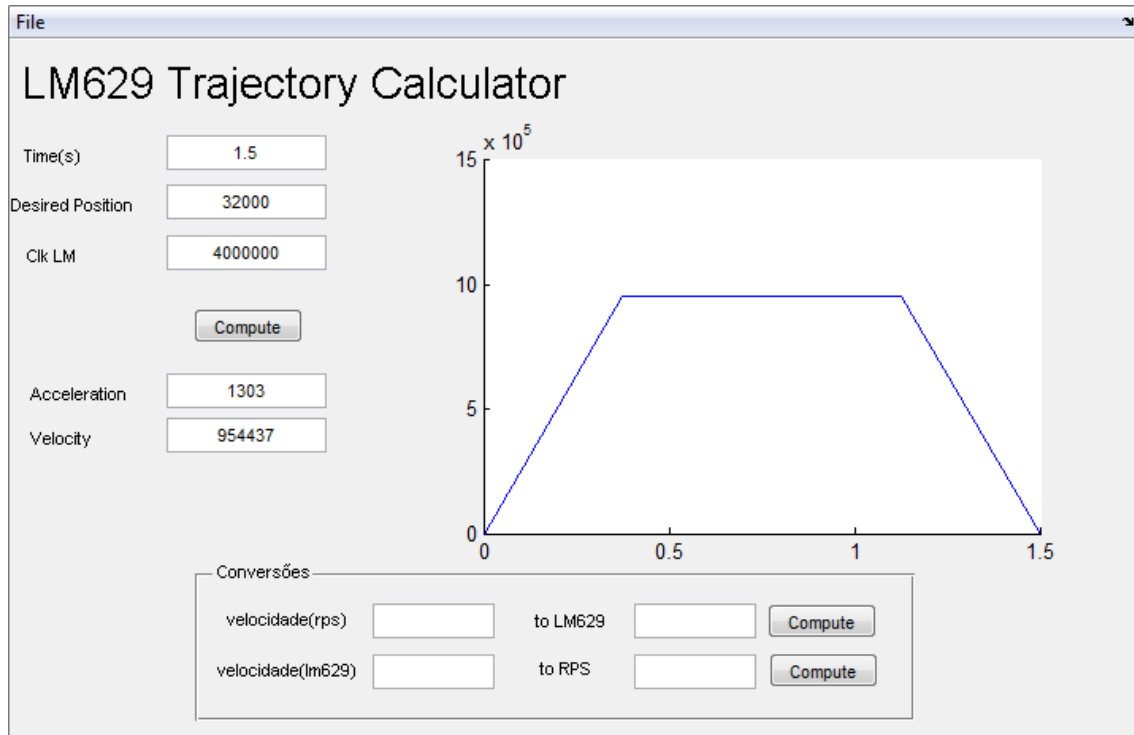 File
LM629 Trajectory Calculator
Time(s)
1.5
Desired Position
32000
Clk LM
4000000
Compute
Acceleration
1303
Velocity
954437
x 10^5
15
10
5
0
0 0.5 1 1.5
Conversões
velocidade(rps) to LM629 Compute
velocidade(lm629) to RPS Compute